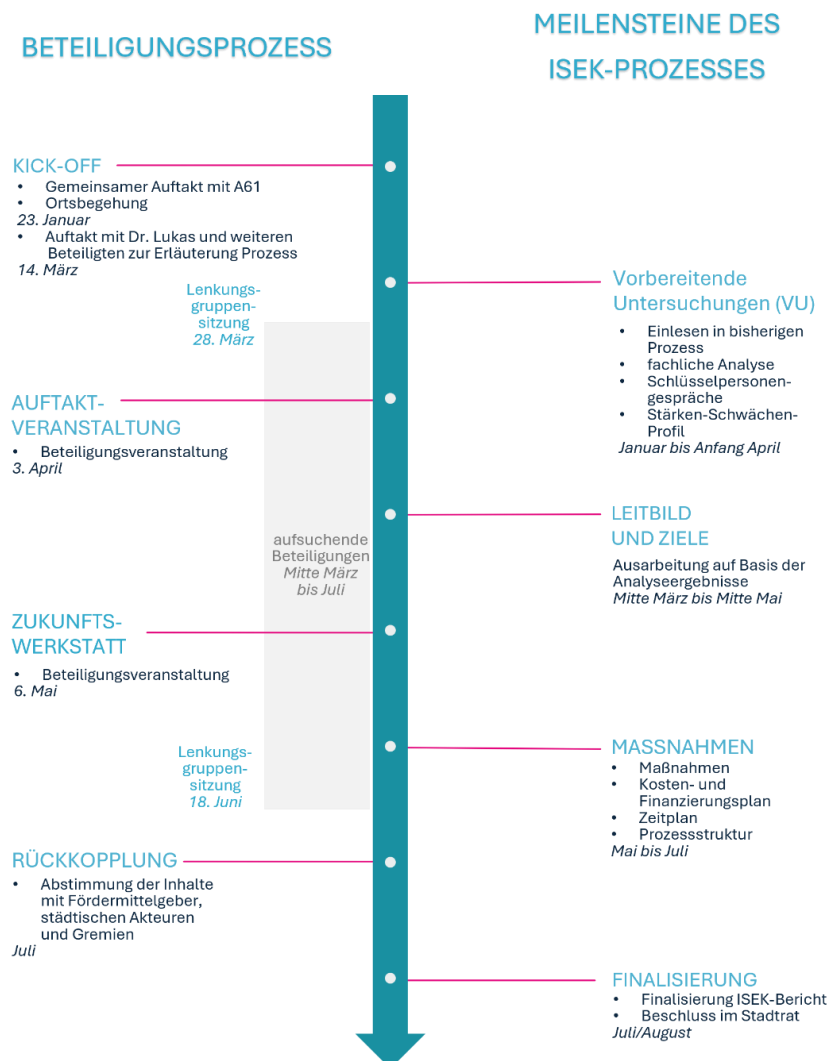 BETEILIGUNGSPROZESS
MEILENSTEINE DES
ISEK-PROZESSES
KICK-OFF
• Gemeinsamer Auftakt mit A61
• Ortsbegehung
23. Januar
• Auftakt mit Dr. Lukas und weiteren
Beteiligten zur Erläuterung Prozess
14. März
Lenkungs-
gruppen-
sitzung
28. März
Vorbereitende
Untersuchungen (VU)
• Einlesen in bisherigen
Prozess
• fachliche Analyse
• Schlüsselpersonen-
gespräche
• Stärken-Schwächen-
Profil
Januar bis Anfang April
AUFTAKT-
VERANSTALTUNG
• Beteiligungsveranstaltung
3. April
LEITBILD
UND ZIELE
Ausarbeitung auf Basis der
Analyseergebnisse
Mitte März bis Mitte Mai
aufsuchende
Beteiligungen
Mitte März
bis Juli
ZUKUNFTS-
WERKSTATT
• Beteiligungsveranstaltung
6. Mai
Lenkungs-
gruppen-
sitzung
18. Juni
MASSNAHMEN
• Maßnahmen
• Kosten- und
Finanzierungsplan
• Zeitplan
• Prozessstruktur
Mai bis Juli
RÜCKKOPPLUNG
• Abstimmung der Inhalte
mit Fördermittelgeber,
städtischen Akteuren
und Gremien
Juli
FINALISIERUNG
• Finalisierung ISEK-Bericht
• Beschluss im Stadtrat
Juli/August